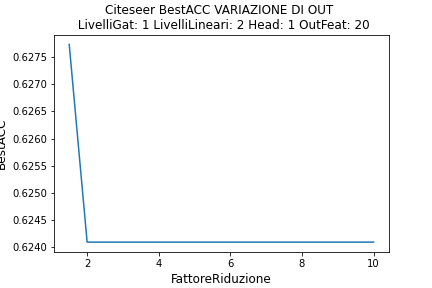 Citeseer BestACC VARIAZIONE DI OUT
LivelliGat: 1 LivelliLineari: 2 Head: 1 OutFeat: 20
0.6275
0.6270
0.6265
0.6260
0.6255
0.6250
0.6245
0.6240
BestACC
2 4 6 8 10
FattoreRiduzione